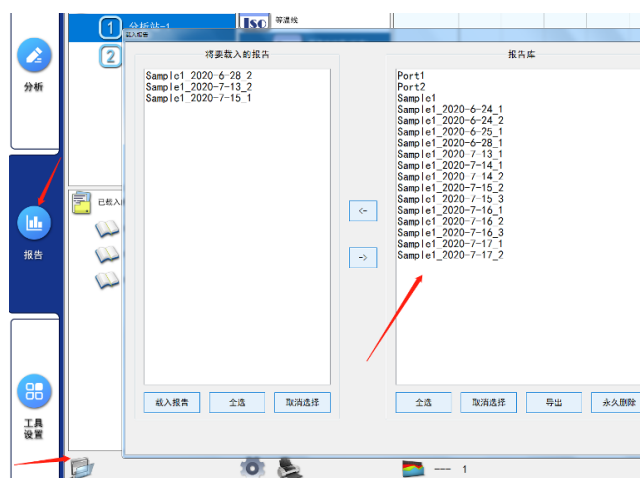 分析
报告
工具
设置
1 分析站-1
2
Iso 等温线
载入报告
将要载入的报告
Sample1_2020-6-28_2
Sample1_2020-7-13_2
Sample1_2020-7-15_1
<-
->
载入报告 全选 取消选择
报告库
Port1
Port2
Sample1
Sample1_2020-6-24_1
Sample1_2020-6-24_2
Sample1_2020-6-25_1
Sample1_2020-6-28_1
Sample1_2020-7-13_1
Sample1_2020-7-14_1
Sample1_2020-7-14_2
Sample1_2020-7-15_2
Sample1_2020-7-15_3
Sample1_2020-7-16_1
Sample1_2020-7-16_2
Sample1_2020-7-16_3
Sample1_2020-7-17_1
Sample1_2020-7-17_2
全选 取消选择 导出 永久删除
已载入
--- 1